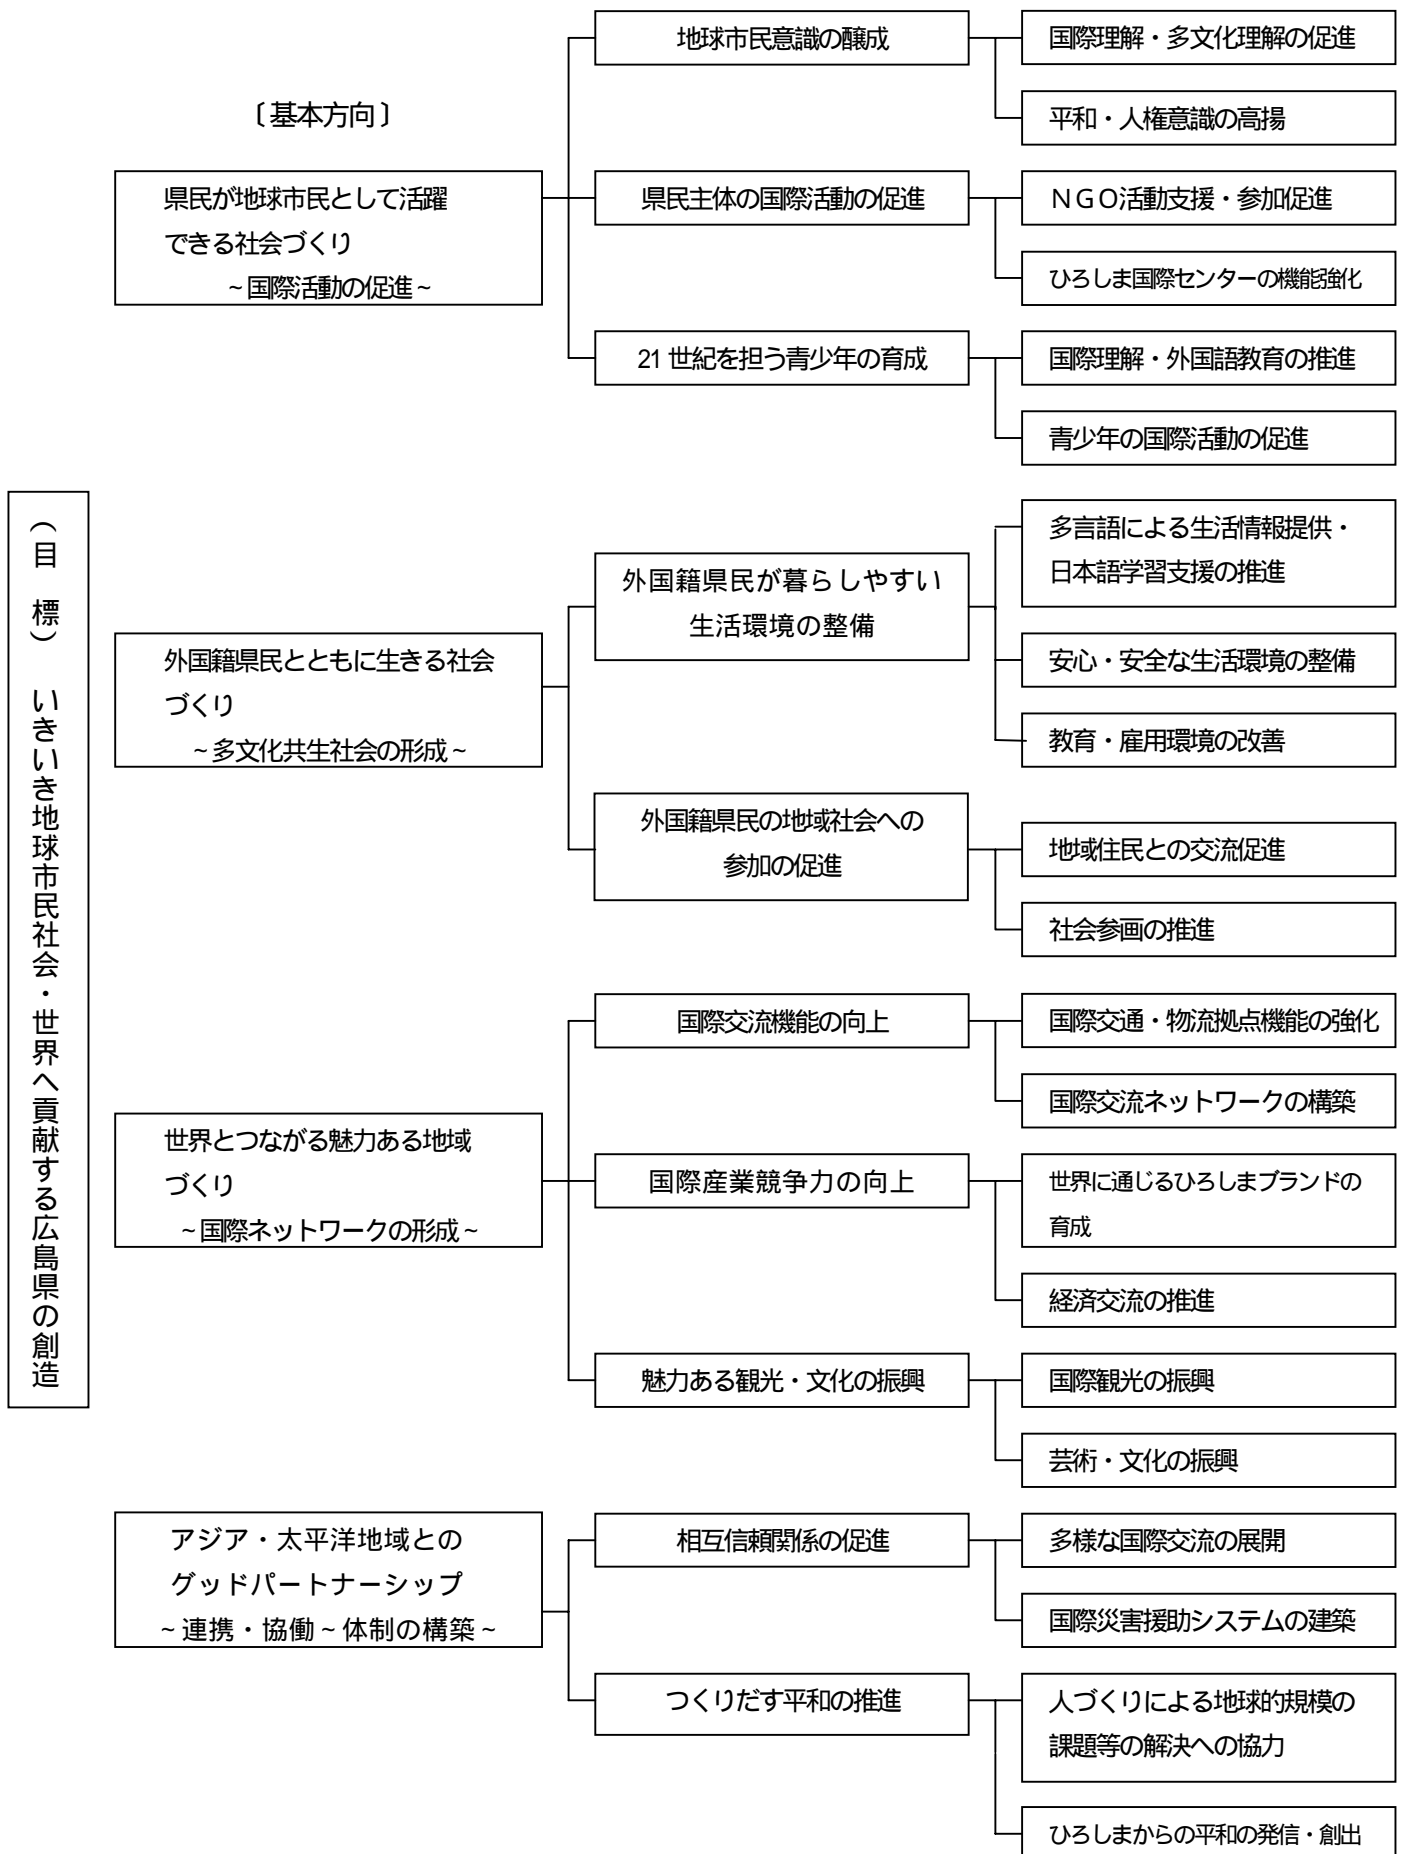 〔基本方向〕
(目 標) いきいき地球市民社会・世界へ貢献する広島県の創造
県民が地球市民として活躍
できる社会づくり
~国際活動の促進~
地球市民意識の醸成
国際理解・多文化理解の促進
平和・人権意識の高揚
県民主体の国際活動の促進
NGO活動支援・参加促進
ひろしま国際センターの機能強化
21世紀を担う青少年の育成
国際理解・外国語教育の推進
青少年の国際活動の促進
外国籍県民とともに生きる社会
づくり
~多文化共生社会の形成~
外国籍県民が暮らしやすい
生活環境の整備
多言語による生活情報提供・
日本語学習支援の推進
安心・安全な生活環境の整備
教育・雇用環境の改善
外国籍県民の地域社会への
参加の促進
地域住民との交流促進
社会参画の推進
世界とつながる魅力ある地域
づくり
~国際ネットワークの形成~
国際交流機能の向上
国際交通・物流拠点機能の強化
国際交流ネットワークの構築
国際産業競争力の向上
世界に通じるひろしまブランドの
育成
経済交流の推進
魅力ある観光・文化の振興
国際観光の振興
芸術・文化の振興
アジア・太平洋地域との
グッドパートナーシップ
~連携・協働~体制の構築~
相互信頼関係の促進
多様な国際交流の展開
国際災害援助システムの建築
つくりだす平和の推進
人づくりによる地球的規模の
課題等の解決への協力
ひろしまからの平和の発信・創出